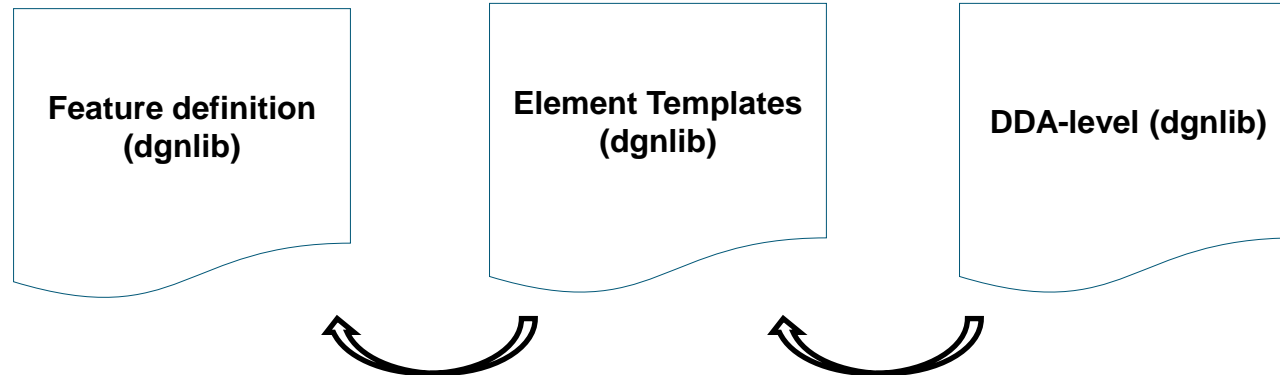 Feature definition
(dgnlib)
Element Templates
(dgnlib)
DDA-level (dgnlib)